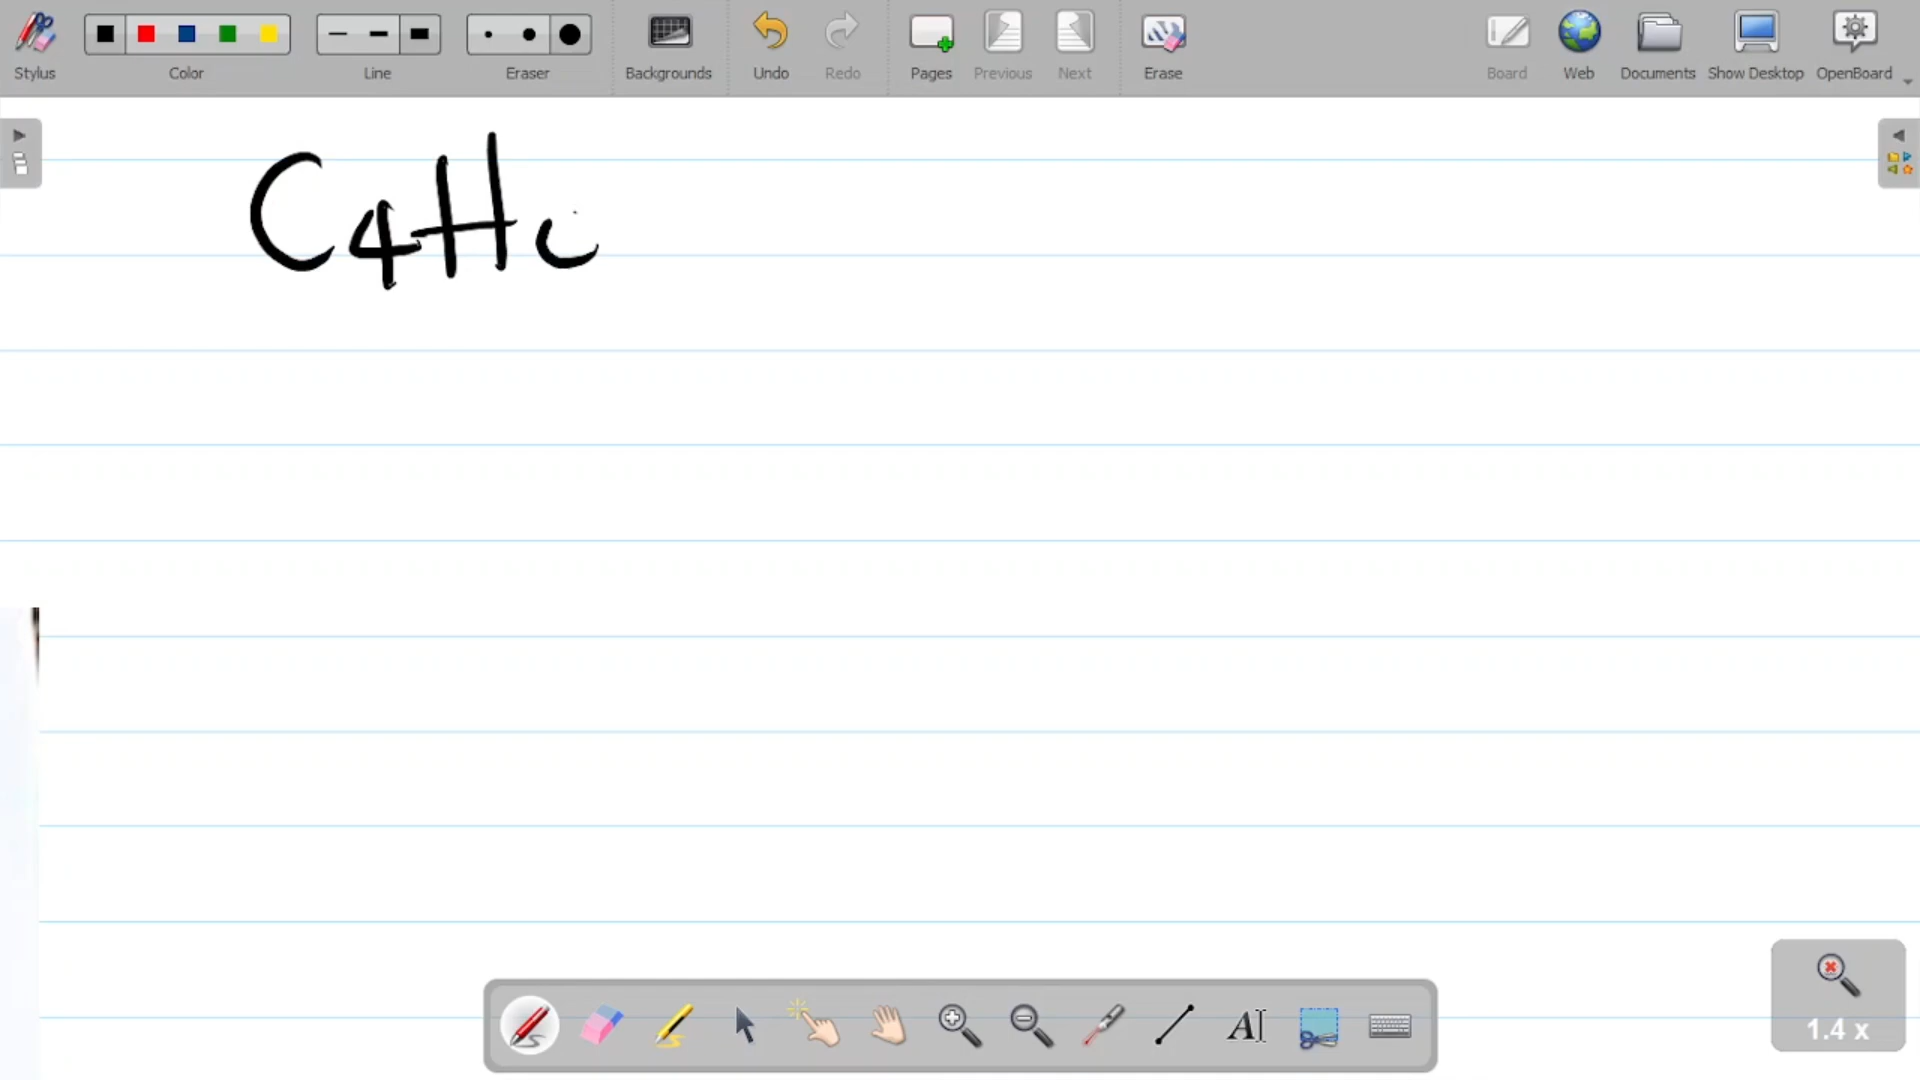 Stylus Color Line Eraser Backgrounds Undo Redo Pages Previous Next Erase Board Web Documents Show Desktop OpenBoard
C4H
1.4 x